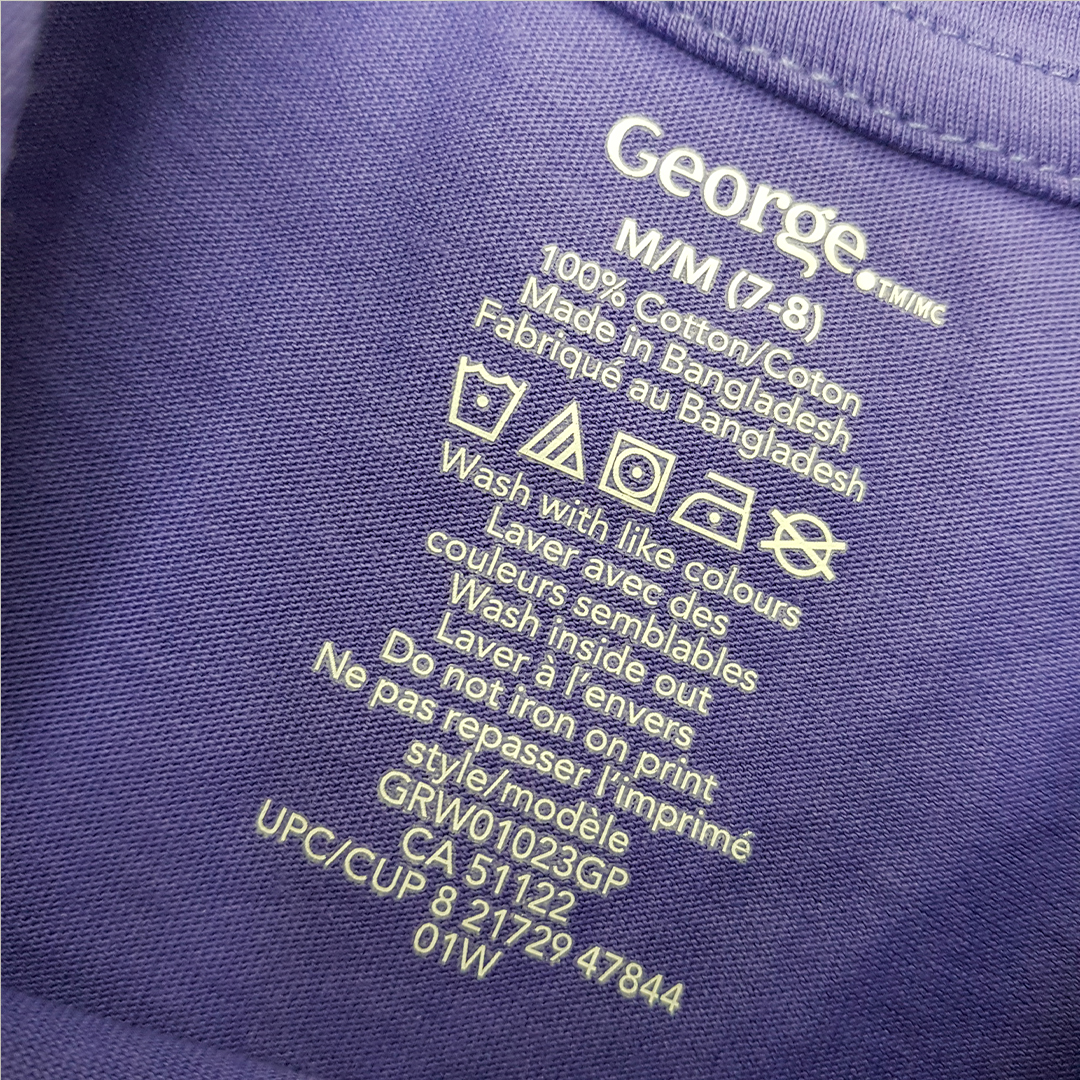 George.TM/MC
M/M (7-8)
100% Cotton/Coton
Made in Bangladesh
Fabriqué au Bangladesh
Wash with like colours
Laver avec des
couleurs semblables
Wash inside out
Laver à l'envers
Do not iron on print
Ne pas repasser l'imprimé
style/modèle
GRW01023GP
CA 51122
UPC/CUP 8 21729 47844
01W